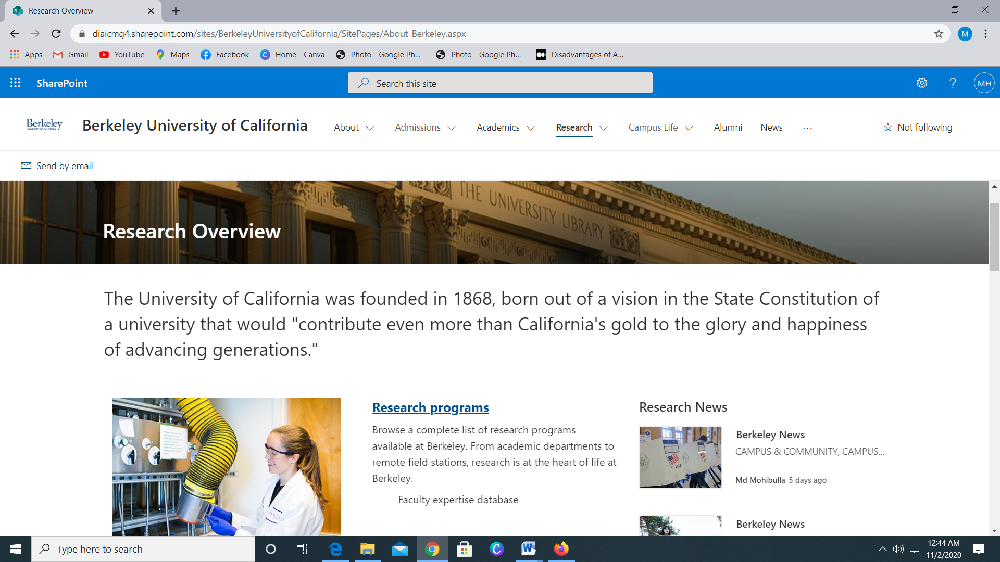 Research Overview
diaicmg4.sharepoint.com/sites/BerkeleyUniversityofCalifornia/SitePages/About-Berkeley.aspx
M
Apps
Gmail
YouTube
Maps
Facebook
Home - Canva
Photo - Google Ph...
Photo - Google Ph...
Disadvantages of A...
SharePoint
Search this site
MH
Berkeley
UNIVERSITY OF CALIFORNIA
Berkeley University of California
About
Admissions
Academics
Research
Campus Life
Alumni
News
...
Not following
Send by email
THE UNIVERSITY LIBRARY
Research Overview
The University of California was founded in 1868, born out of a vision in the State Constitution of
a university that would "contribute even more than California's gold to the glory and happiness
of advancing generations."
Research programs
Browse a complete list of research programs
available at Berkeley. From academic departments to
remote field stations, research is at the heart of life at
Berkeley.
Faculty expertise database
Research News
VOTE
Berkeley News
CAMPUS & COMMUNITY, CAMPUS...
Md Mohibulla 5 days ago
Berkeley News
Type here to search
12:44 AM
11/2/2020